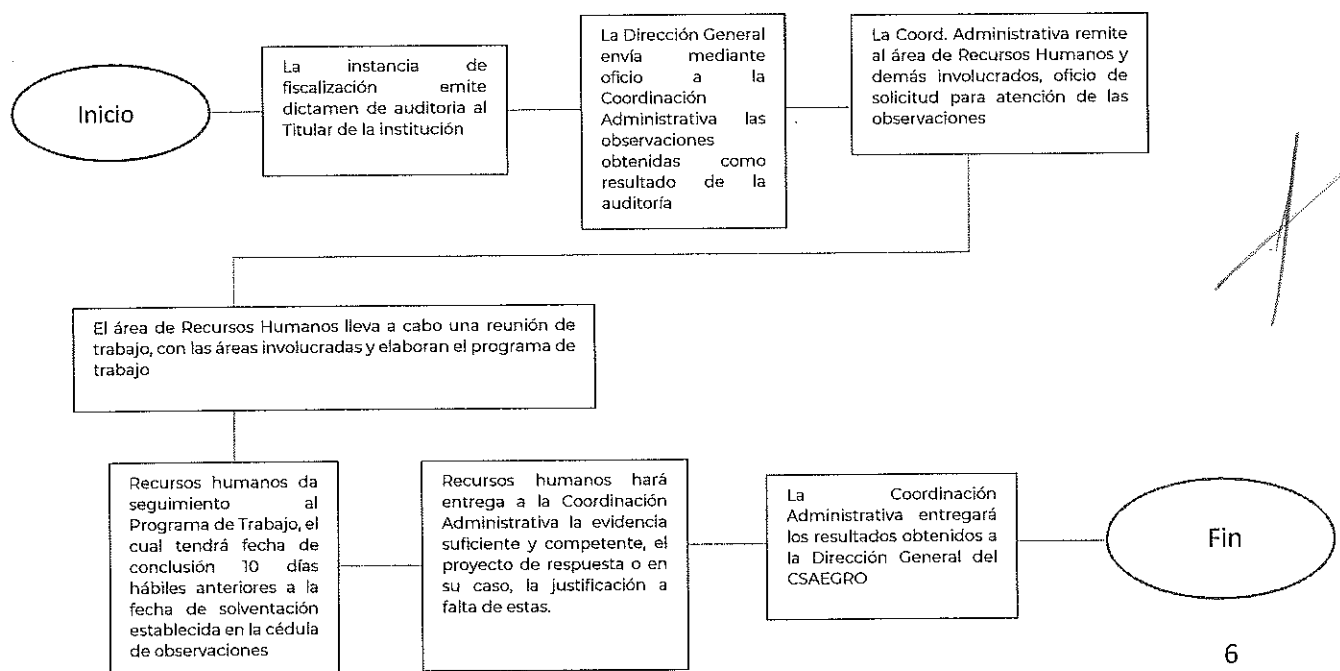 Inicio
La instancia de
fiscalización emite
dictamen de auditoria al
Titular de la institución
La Dirección General
envía mediante
oficio a la
Coordinación
Administrativa las
observaciones
obtenidas como
resultado de la
auditoría
La Coord. Administrativa remite
al área de Recursos Humanos y
demás involucrados, oficio de
solicitud para atención de las
observaciones
El área de Recursos Humanos lleva a cabo una reunión de
trabajo, con las áreas involucradas y elaboran el programa de
trabajo
Recursos humanos da
seguimiento al
Programa de Trabajo, el
cual tendrá fecha de
conclusión 10 días
hábiles anteriores a la
fecha de solventación
establecida en la cédula
de observaciones
Recursos humanos hará
entrega a la Coordinación
Administrativa la evidencia
suficiente y competente, el
proyecto de respuesta o en
su caso, la justificación a
falta de estas.
La Coordinación
Administrativa entregará
los resultados obtenidos a
la Dirección General del
CSAEGRO
Fin
6